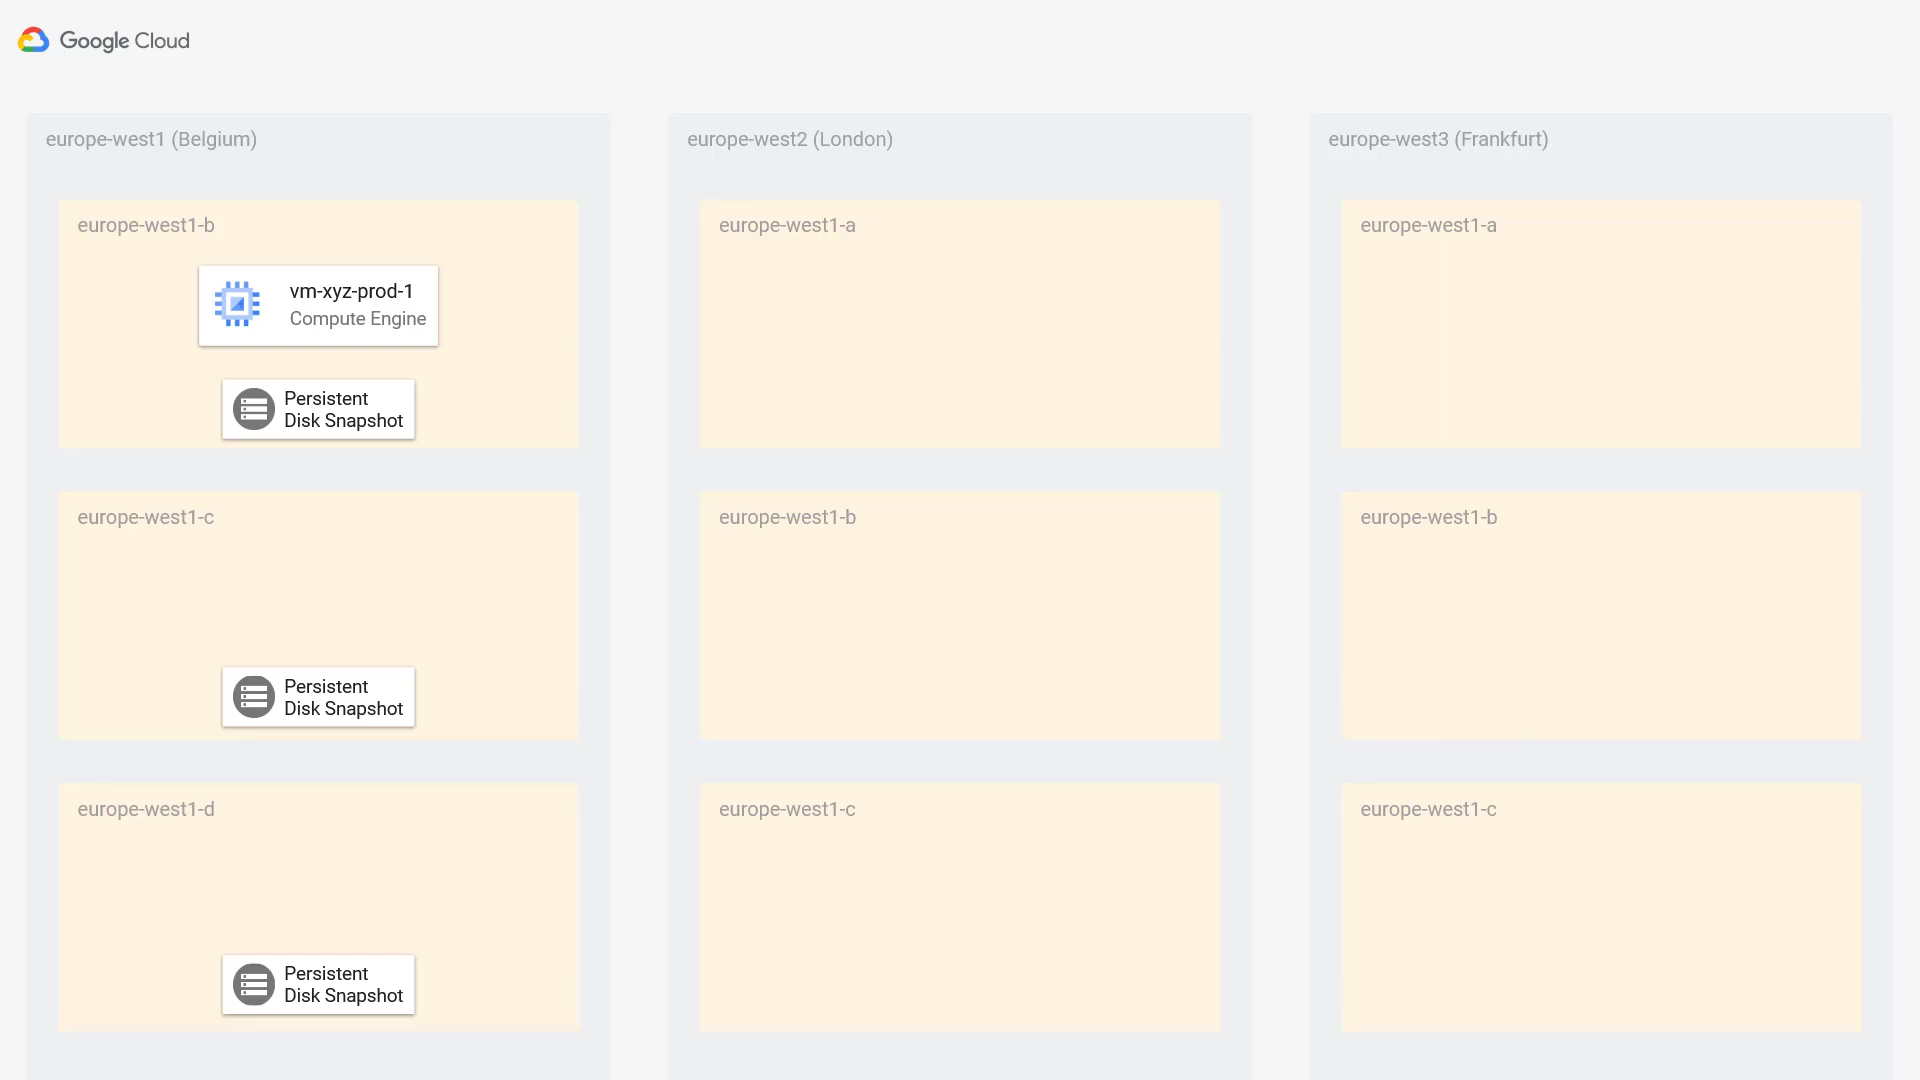 Google Cloud
europe-west1 (Belgium)
europe-west1-b
vm-xyz-prod-1
Compute Engine
Persistent
Disk Snapshot
europe-west1-c
Persistent
Disk Snapshot
europe-west1-d
Persistent
Disk Snapshot
europe-west2 (London)
europe-west1-a
europe-west1-b
europe-west1-c
europe-west3 (Frankfurt)
europe-west1-a
europe-west1-b
europe-west1-c